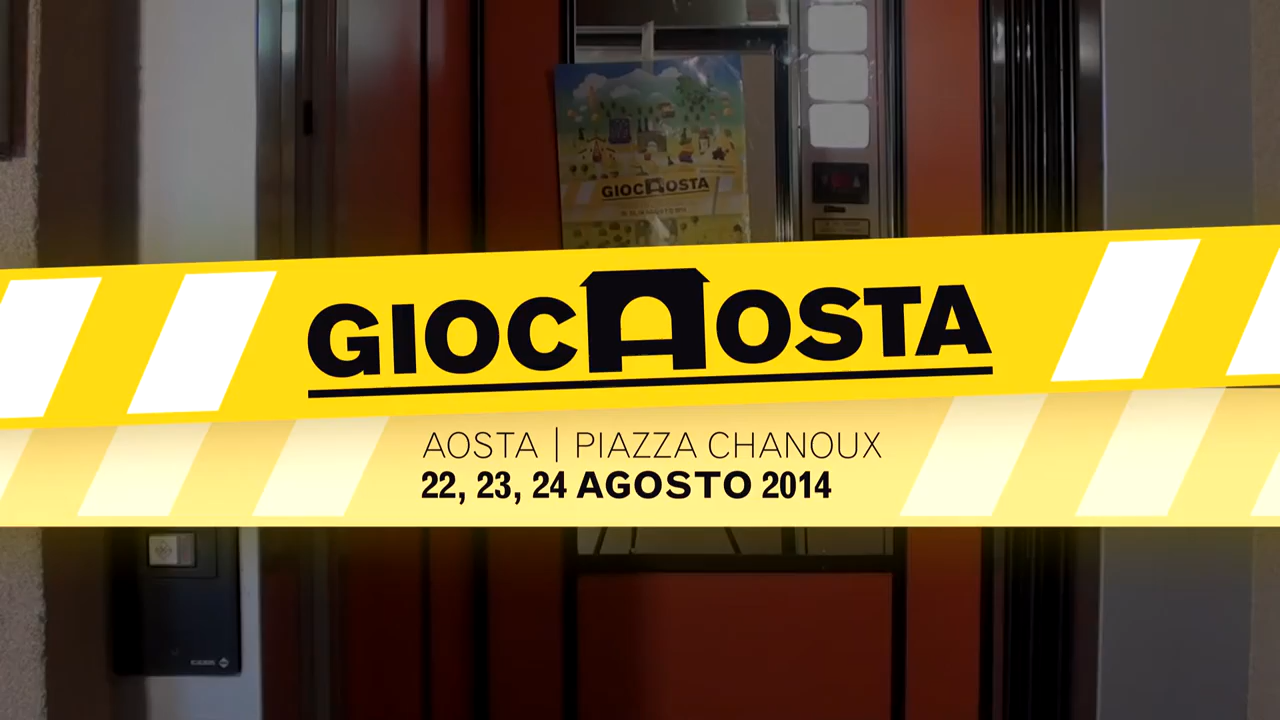 GIOCAOSTA
GIOCAOSTA
AOSTA | PIAZZA CHANOUX
22, 23, 24 AGOSTO 2014